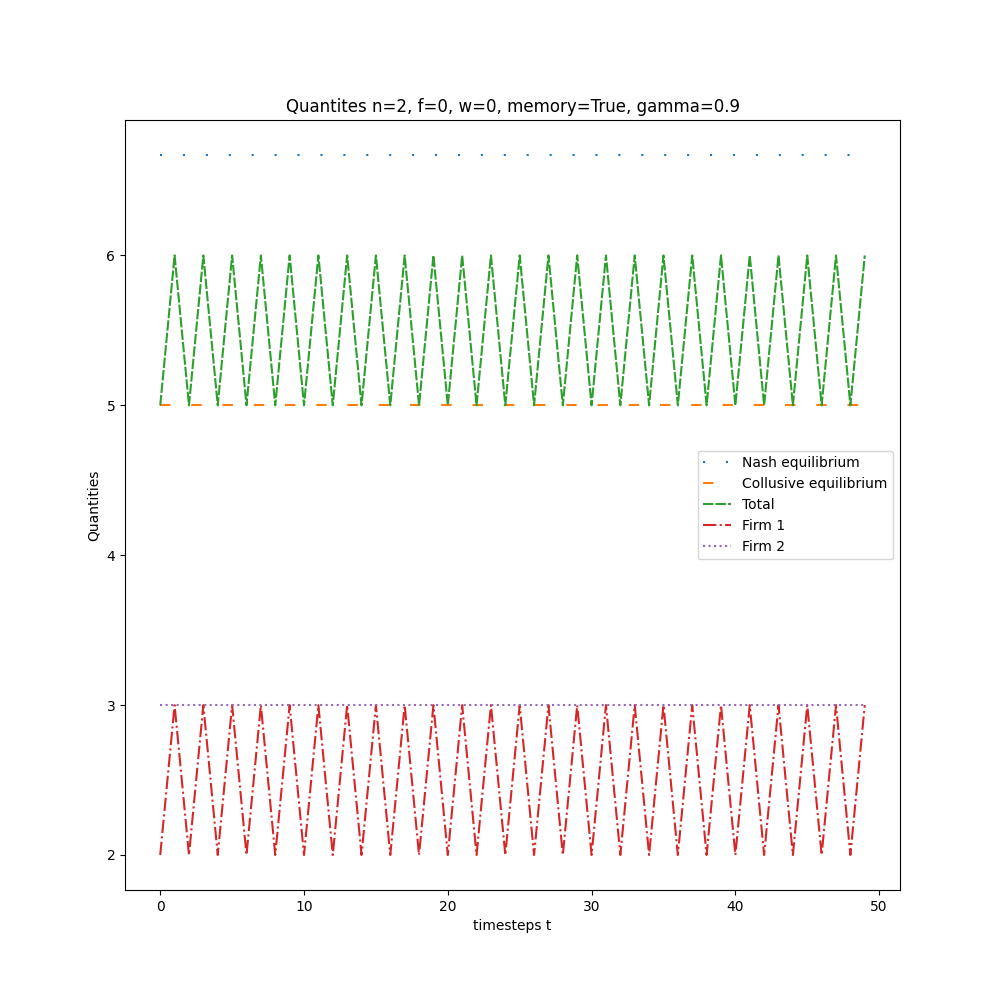 Quantites n=2, f=0, w=0, memory=True, gamma=0.9
6
5
4
3
2
Quantities
Nash equilibrium
Collusive equilibrium
Total
Firm 1
Firm 2
0 10 20 30 40 50
timesteps t